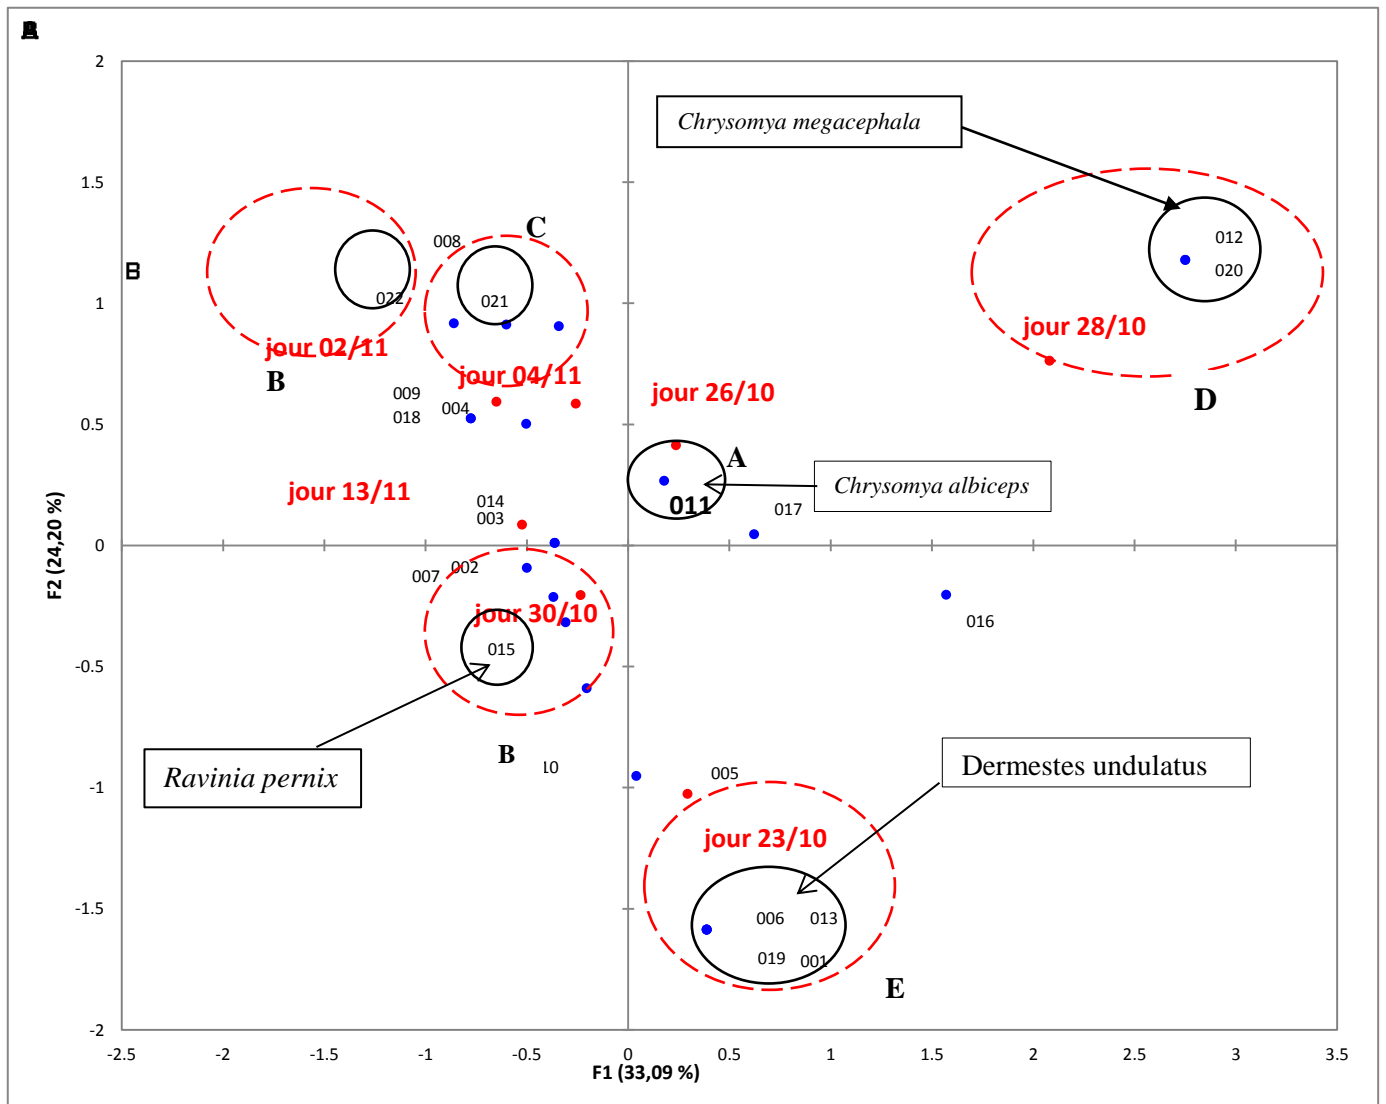 2
Chrysomya megacephala
1.5
C
008
012
020
B
022
021
1
jour 28/10
jour 02/11
jour 04/11
B
009
004
018
jour 26/10
D
0.5
A
Chrysomya albiceps
011
017
jour 13/11
014
003
0
F2 (24,20 %)
007
002
jour 30/10
016
015
-0.5
B
Ravinia pernix
10
005
Dermestes undulatus
-1
jour 23/10
006
013
019
001
-1.5
E
-2
-2.5
-2
-1.5
-1
-0.5
0
0.5
1
1.5
2
2.5
3
3.5
F1 (33,09 %)